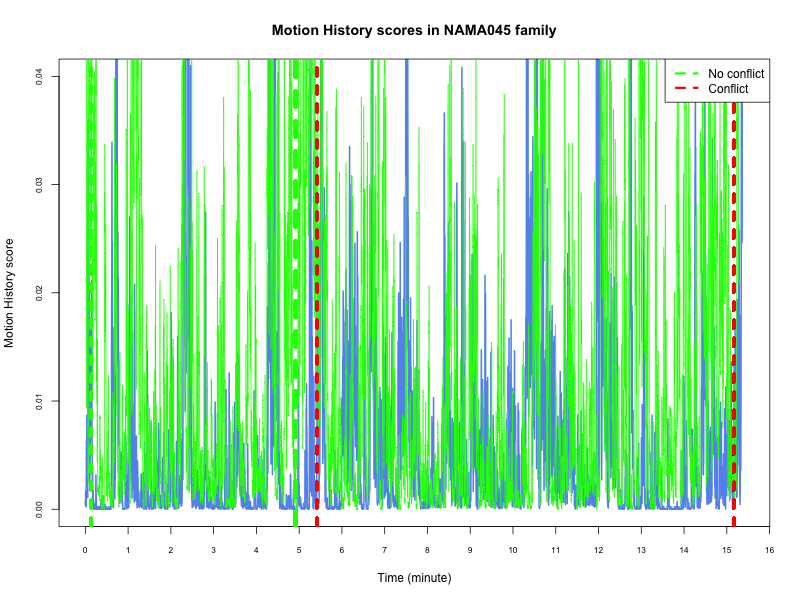 Motion History scores in NAMA045 family
No conflict
Conflict
Motion History score
0.04
0.03
0.02
0.01
0.00
0 1 2 3 4 5 6 7 8 9 10 11 12 13 14 15 16
Time (minute)